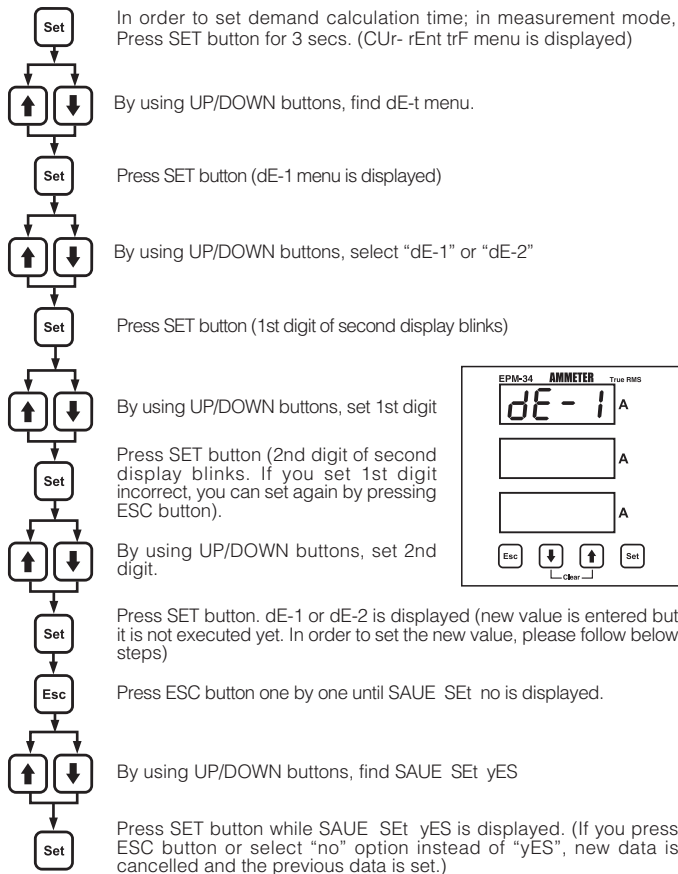 Set
In order to set demand calculation time; in measurement mode,
Press SET button for 3 secs. (CUr- rEnt trF menu is displayed)
By using UP/DOWN buttons, find dE-t menu.
Set
Press SET button (dE-1 menu is displayed)
By using UP/DOWN buttons, select “dE-1” or “dE-2”
Set
Press SET button (1st digit of second display blinks)
By using UP/DOWN buttons, set 1st digit
Set
Press SET button (2nd digit of second
display blinks. If you set 1st digit
incorrect, you can set again by pressing
ESC button).
By using UP/DOWN buttons, set 2nd
digit.
EPM-34 AMMETER True RMS
dE-1 A
A
A
Esc Set
Clear
Set
Press SET button. dE-1 or dE-2 is displayed (new value is entered but
it is not executed yet. In order to set the new value, please follow below
steps)
Esc
Press ESC button one by one until SAUE SEt no is displayed.
By using UP/DOWN buttons, find SAUE SEt yES
Set
Press SET button while SAUE SEt yES is displayed. (If you press
ESC button or select “no” option instead of “yES”, new data is
cancelled and the previous data is set.)